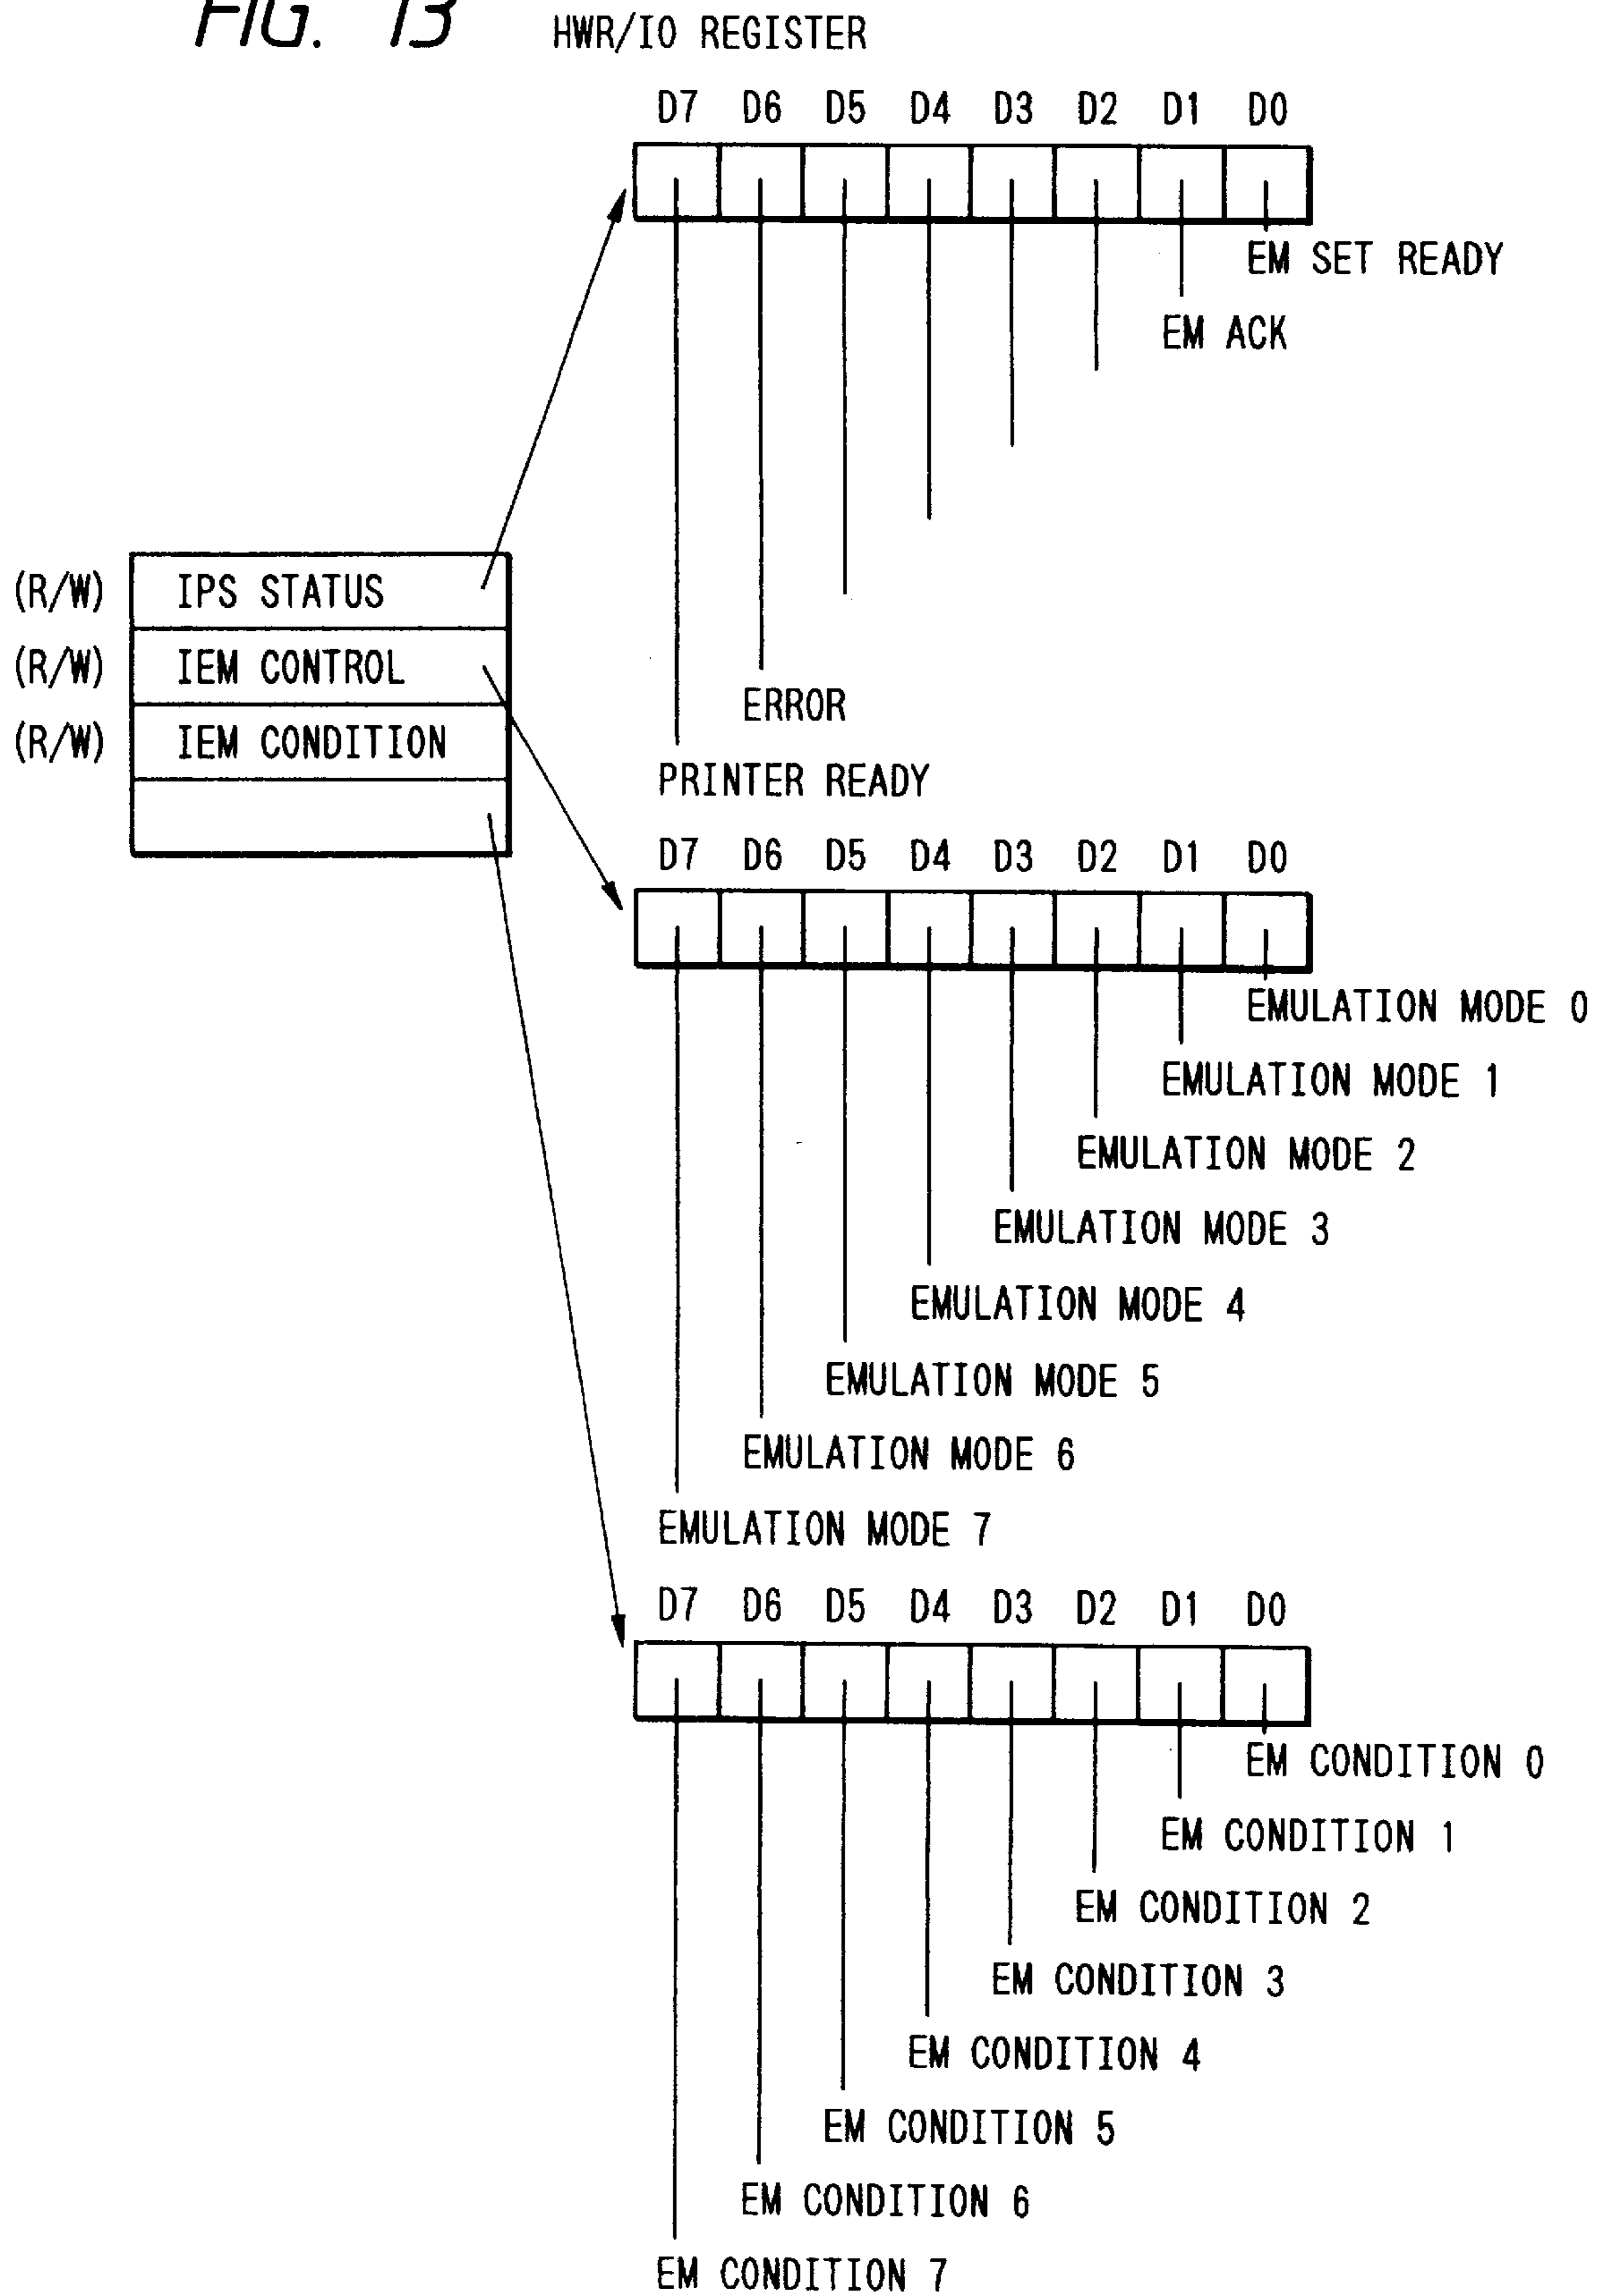 FIG. 13 HWR/IO REGISTER
D7 D6 D5 D4 D3 D2 D1 D0
EM SET READY
EM ACK
ERROR
PRINTER READY
(R/W) IPS STATUS
(R/W) IEM CONTROL
(R/W) IEM CONDITION
D7 D6 D5 D4 D3 D2 D1 D0
EMULATION MODE 0
EMULATION MODE 1
EMULATION MODE 2
EMULATION MODE 3
EMULATION MODE 4
EMULATION MODE 5
EMULATION MODE 6
EMULATION MODE 7
D7 D6 D5 D4 D3 D2 D1 D0
EM CONDITION 0
EM CONDITION 1
EM CONDITION 2
EM CONDITION 3
EM CONDITION 4
EM CONDITION 5
EM CONDITION 6
EM CONDITION 7